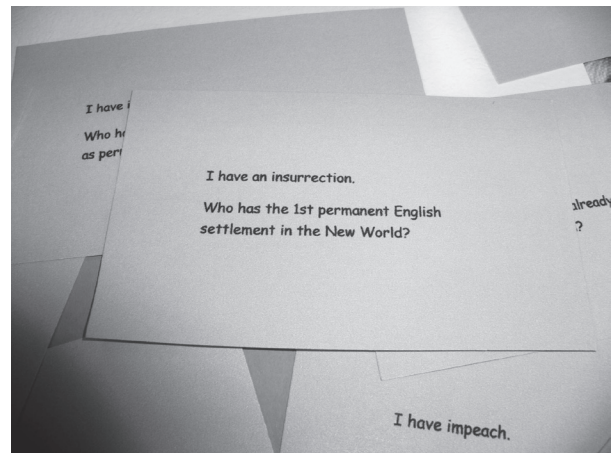 I have
Who
as
I have an insurrection.
Who has the 1st permanent English
settlement in the New World?
already
?
I have impeach.